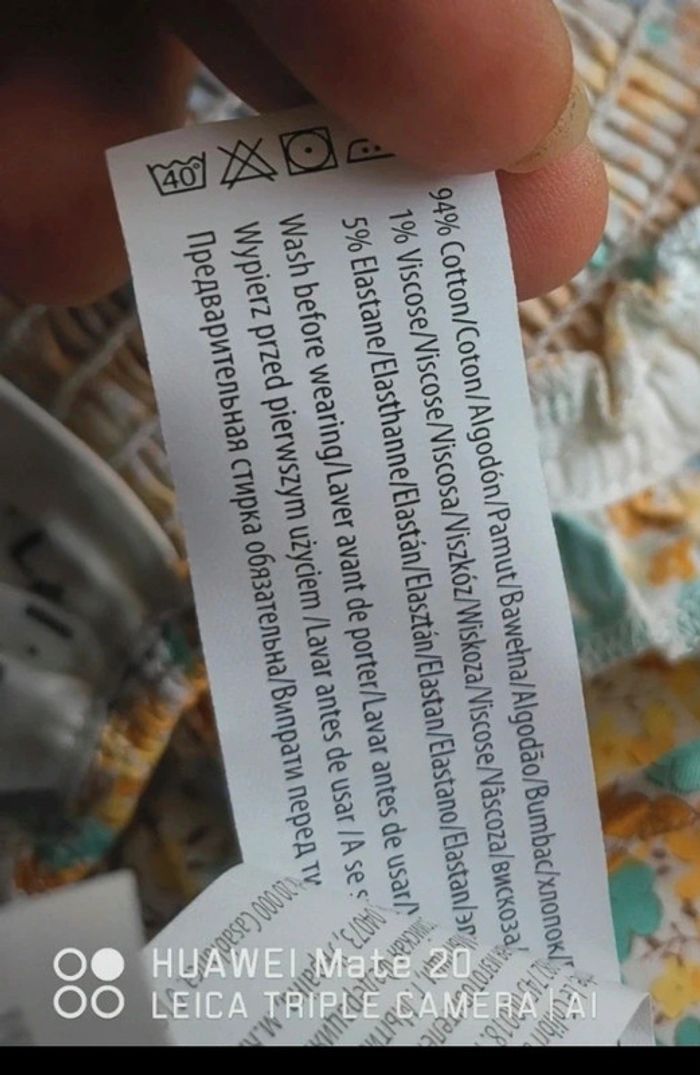 40°
94% Cotton/Coton/Algodón/Pamut/Bawełna/Algodão/Bumbac/хлопок/
1% Viscose/Viscose/Viscosa/Viszkóz/Wiskoza/Viscose/Vâscoza/вискоза/
5% Elastane/Elasthanne/Elastán/Elasztán/Elastan/Elastano/Elastan/
Wash before wearing/Laver avant de porter/Lavar antes de usar/
Wypierz przed pierwszym użyciem /Lavar antes de usar /A se
Предварительная стирка обязательна/Випрати перед
HUAWEI Mate 20
LEICA TRIPLE CAMERA | AI